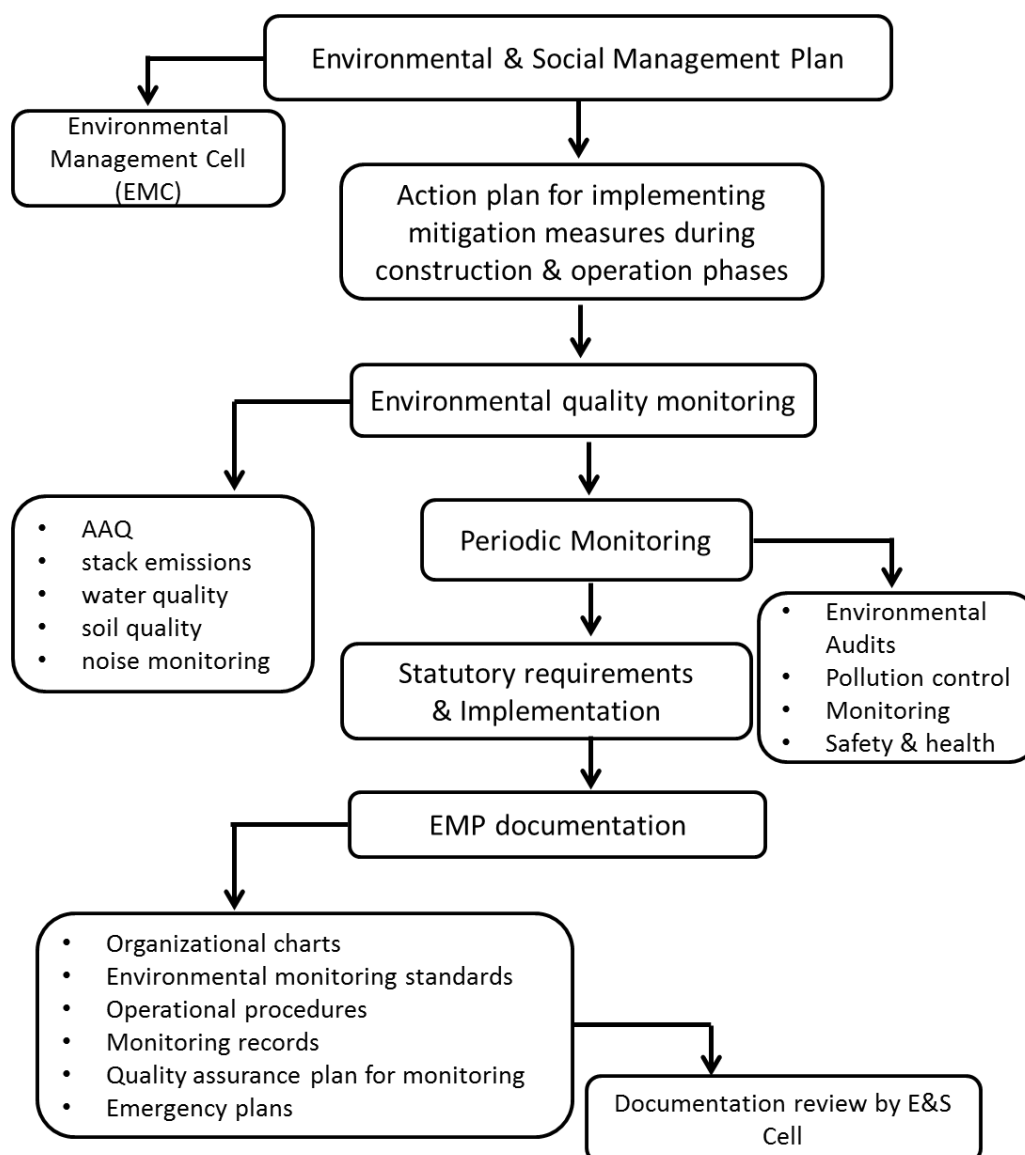 Environmental & Social Management Plan
Environmental
Management Cell
(EMC)
Action plan for implementing
mitigation measures during
construction & operation phases
Environmental quality monitoring
• AAQ
• stack emissions
• water quality
• soil quality
• noise monitoring
Periodic Monitoring
• Environmental
Audits
• Pollution control
• Monitoring
• Safety & health
Statutory requirements
& Implementation
EMP documentation
• Organizational charts
• Environmental monitoring standards
• Operational procedures
• Monitoring records
• Quality assurance plan for monitoring
• Emergency plans
Documentation review by E&S
Cell